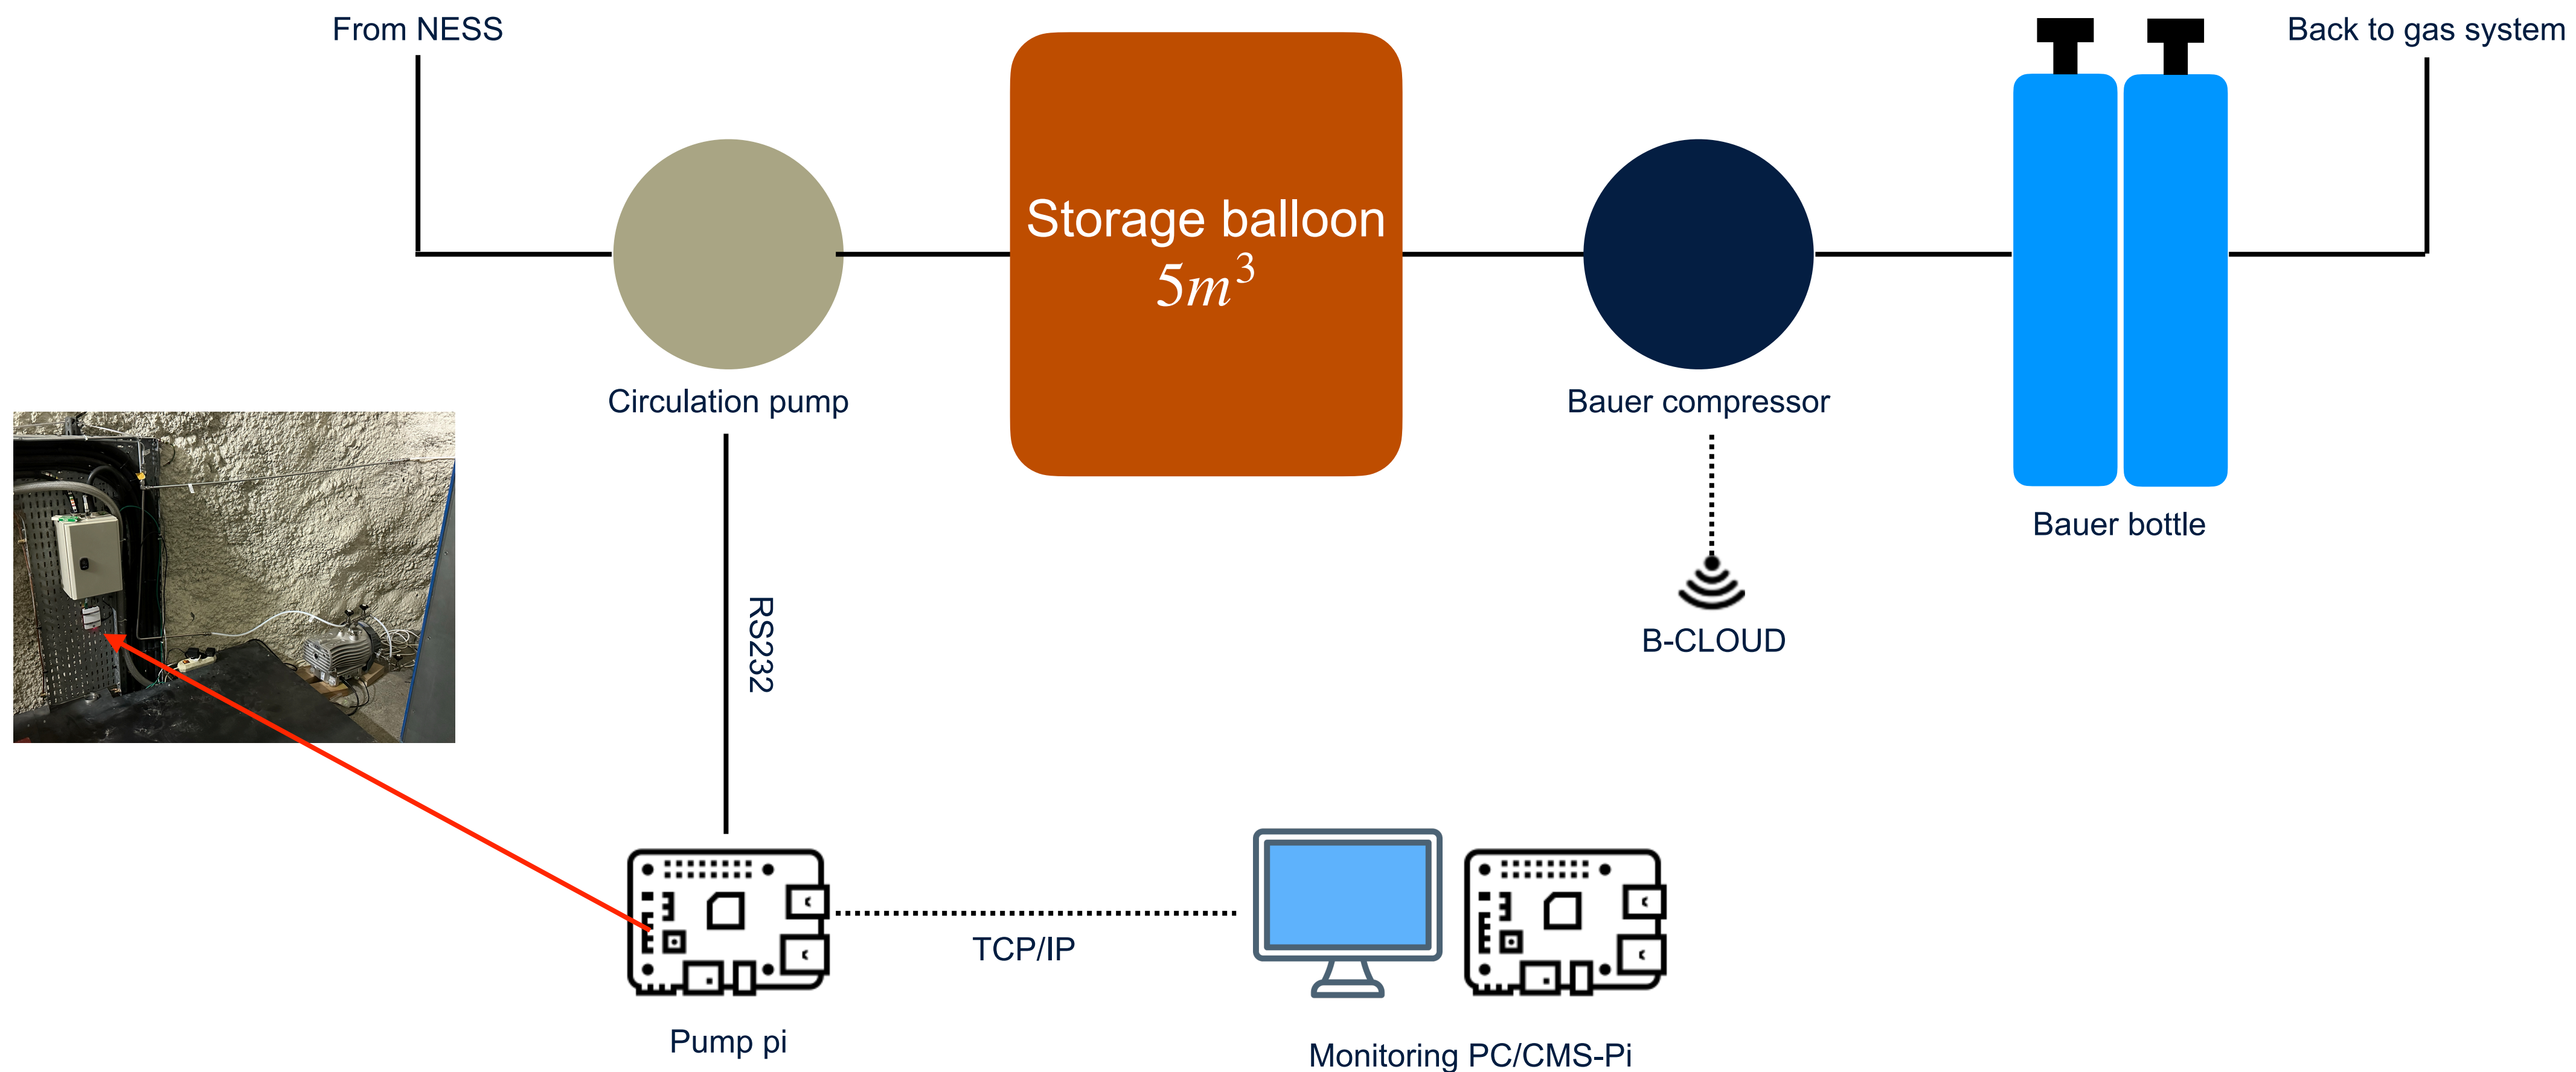 From NESS
Back to gas system
Storage balloon
5m³
Circulation pump
Bauer compressor
Bauer bottle
RS232
B-CLOUD
TCP/IP
Pump pi
Monitoring PC/CMS-Pi